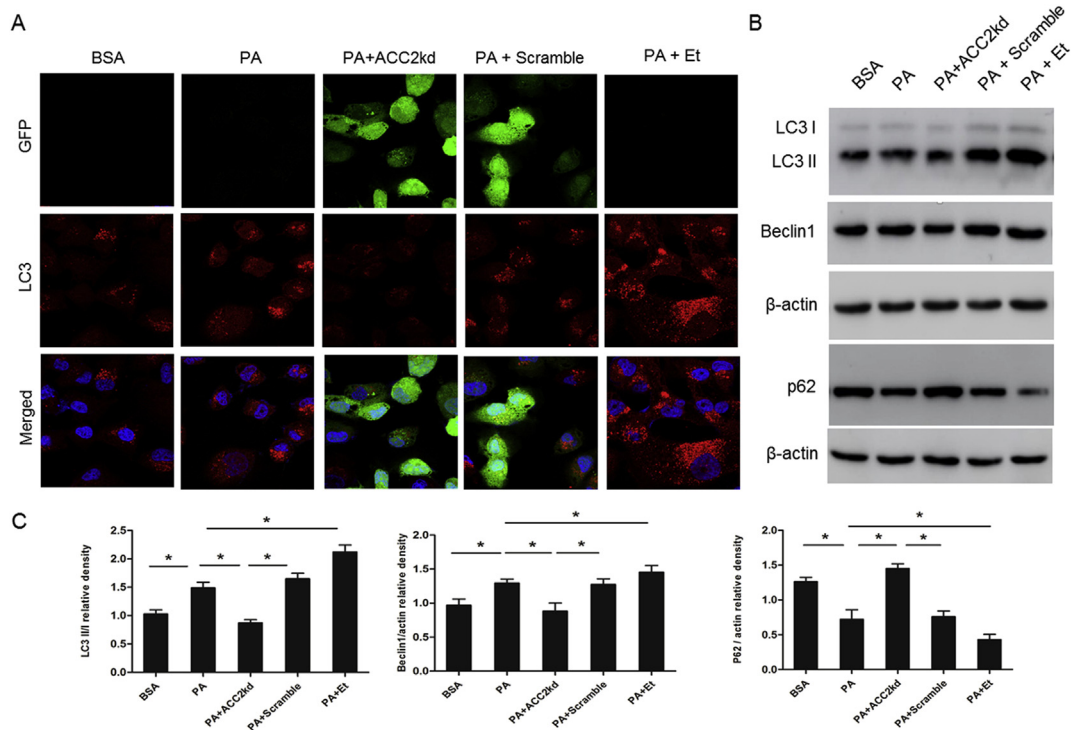 A
BSA PA PA+ACC2kd PA + Scramble PA + Et
GFP
LC3
Merged
B
BSA PA PA+ACC2kd PA + Scramble PA + Et
LC3 I
LC3 II
Beclin1
β-actin
p62
β-actin
C
LC3 II/I relative density
2.5
2.0
1.5
1.0
0.5
0.0
* * * *
BSA PA PA+ACC2kd PA+Scramble PA+Et
Beclin1/actin relative density
2.0
1.5
1.0
0.5
0.0
* * * *
BSA PA PA+ACC2kd PA+Scramble PA+Et
P62 / actin relative density
2.0
1.5
1.0
0.5
0.0
* * * *
BSA PA PA+ACC2kd PA+Scramble PA+Et